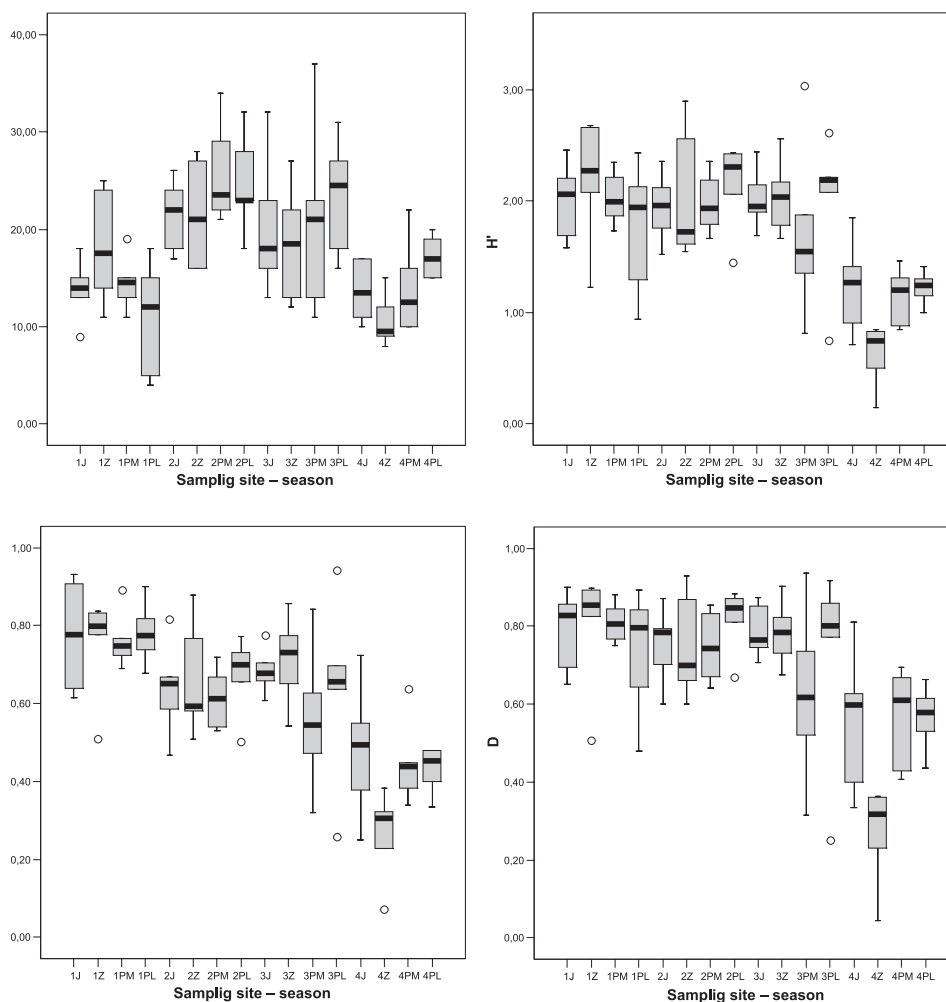 40,00
30,00
20,00
10,00
0,00
1J 1Z 1PM 1PL 2J 2Z 2PM 2PL 3J 3Z 3PM 3PL 4J 4Z 4PM 4PL
Samplig site – season
H'
3,00
2,00
1,00
0,00
1J 1Z 1PM 1PL 2J 2Z 2PM 2PL 3J 3Z 3PM 3PL 4J 4Z 4PM 4PL
Samplig site – season
1,00
0,80
0,60
0,40
0,20
0,00
1J 1Z 1PM 1PL 2J 2Z 2PM 2PL 3J 3Z 3PM 3PL 4J 4Z 4PM 4PL
Samplig site – season
D
1,00
0,80
0,60
0,40
0,20
0,00
1J 1Z 1PM 1PL 2J 2Z 2PM 2PL 3J 3Z 3PM 3PL 4J 4Z 4PM 4PL
Samplig site – season